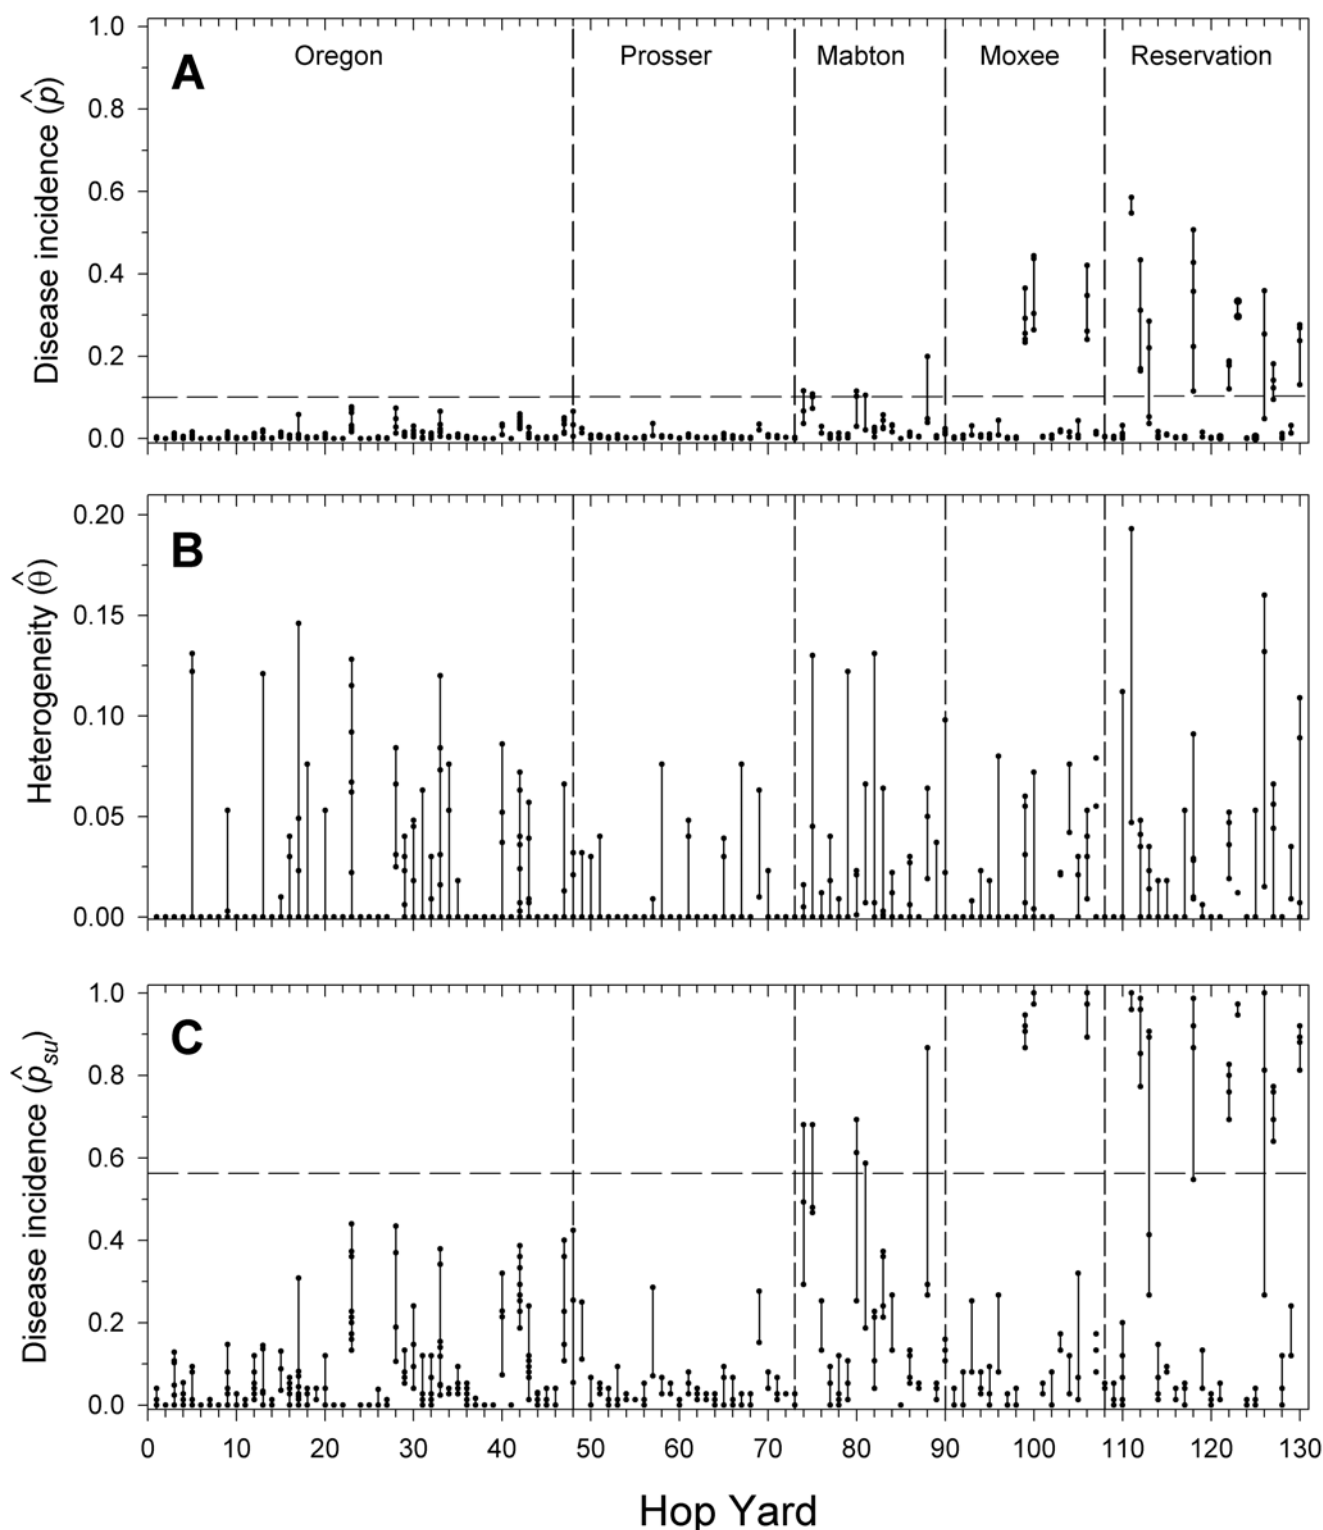 A
Oregon Prosser Mabton Moxee Reservation
Disease incidence (p̂)
1.0
0.8
0.6
0.4
0.2
0.0
B
Heterogeneity (θ̂)
0.20
0.15
0.10
0.05
0.00
C
Disease incidence (p̂su)
1.0
0.8
0.6
0.4
0.2
0.0
0 10 20 30 40 50 60 70 80 90 100 110 120 130
Hop Yard